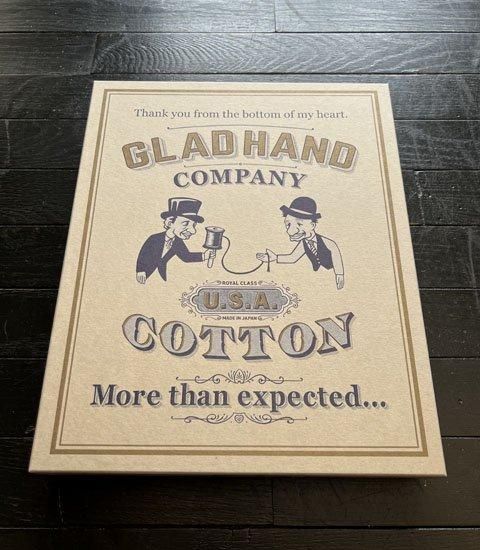 Thank you from the bottom of my heart.
GLAD HAND
COMPANY
ROYAL CLASS
U.S.A.
MADE IN JAPAN
COTTON
More than expected...